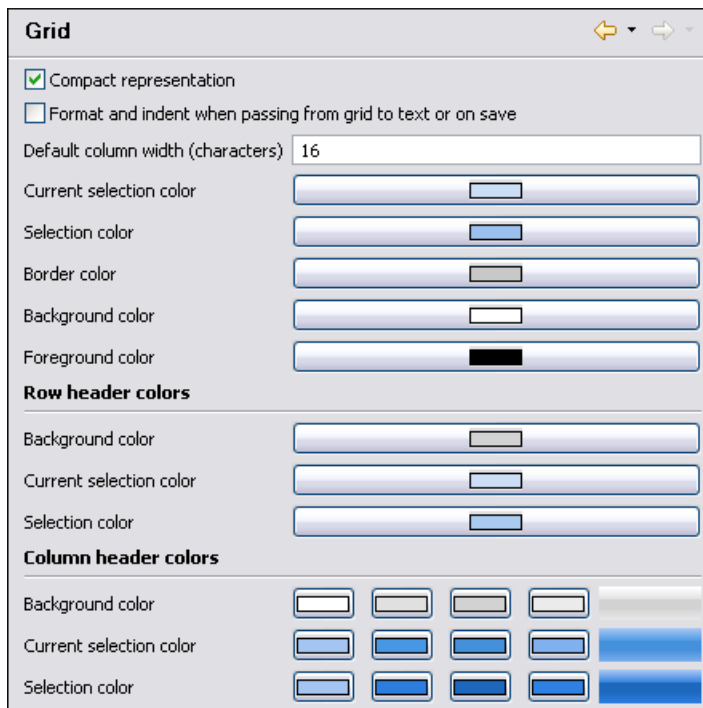 Grid
Compact representation
Format and indent when passing from grid to text or on save
Default column width (characters) 16
Current selection color
Selection color
Border color
Background color
Foreground color
Row header colors
Background color
Current selection color
Selection color
Column header colors
Background color
Current selection color
Selection color